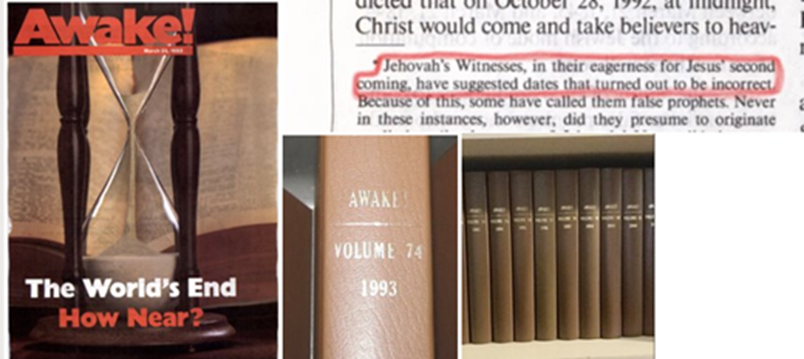 Awake!
March 22, 1993
The World's End
How Near?
dicted that on October 28, 1992, at midnight,
Christ would come and take believers to heav-
* Jehovah's Witnesses, in their eagerness for Jesus' second
coming, have suggested dates that turned out to be incorrect.
Because of this, some have called them false prophets. Never
in these instances, however, did they presume to originate
AWAKE!
VOLUME 74
1993